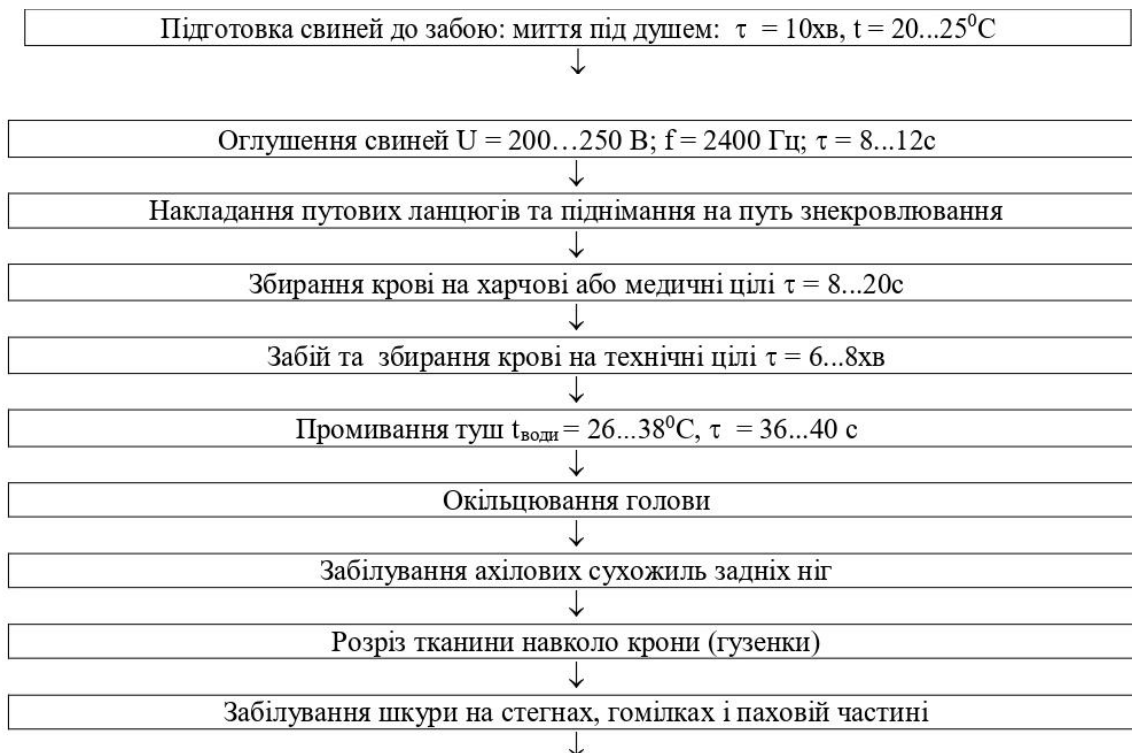 Підготовка свиней до забою: миття під душем: τ = 10хв, t = 20...25⁰С
↓
Оглушення свиней U = 200…250 В; f = 2400 Гц; τ = 8...12с
↓
Накладання путових ланцюгів та піднімання на путь знекровлювання
↓
Збирання крові на харчові або медичні цілі τ = 8...20с
↓
Забій та збирання крові на технічні цілі τ = 6...8хв
↓
Промивання туш tводи = 26...38⁰С, τ = 36...40 с
↓
Окільцювання голови
↓
Забілування ахілових сухожиль задніх ніг
↓
Розріз тканини навколо крони (гузенки)
↓
Забілування шкури на стегнах, гомілках і паховій частині
↓